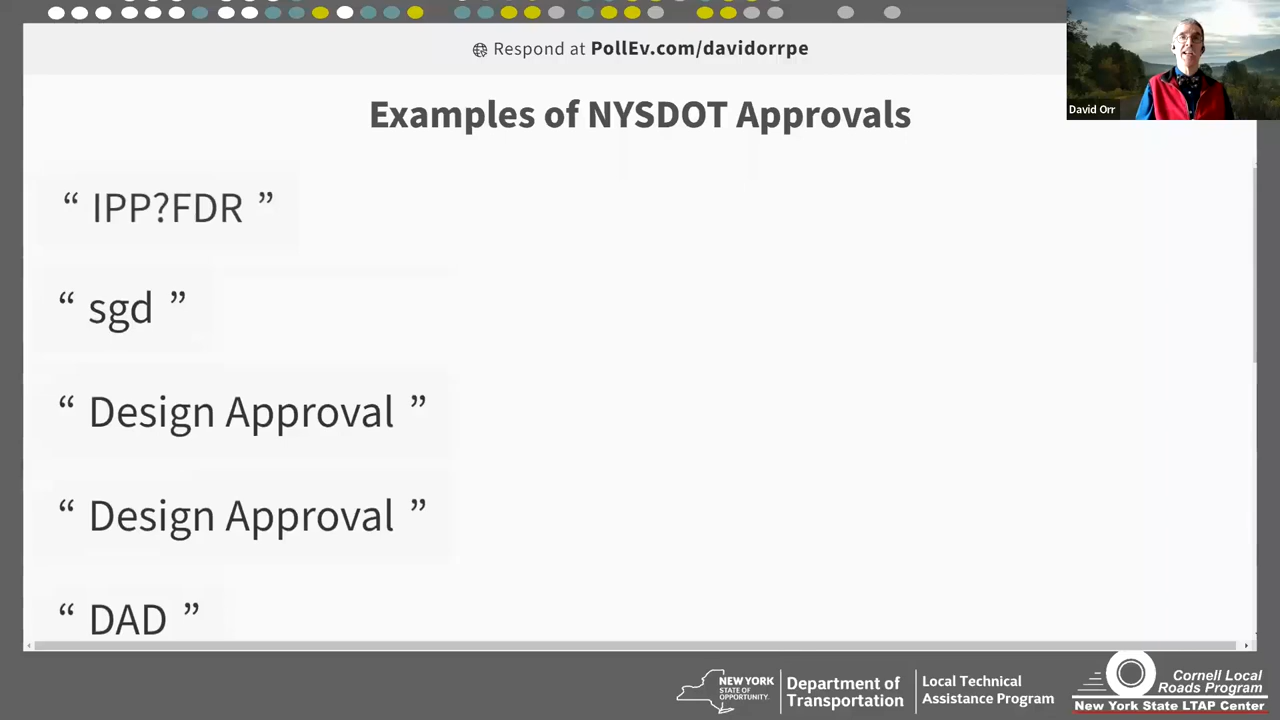 Respond at PollEv.com/davidorrpe
Examples of NYSDOT Approvals
David Orr
“ IPP?FDR ”
“ sgd ”
“ Design Approval ”
“ Design Approval ”
“ DAD ”
NEW YORK
STATE OF
OPPORTUNITY.
Department of
Transportation
Local Technical
Assistance Program
Cornell Local
Roads Program
New York State LTAP Center